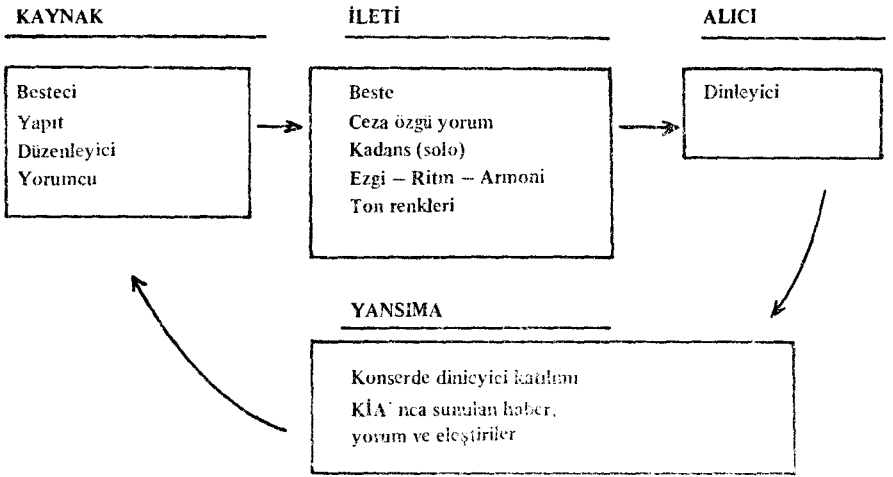 KAYNAK
Besteci
Yapıt
Düzenleyici
Yorumcu
İLETİ
Beste
Ceza özgü yorum
Kadans (solo)
Ezgi — Ritm — Armoni
Ton renkleri
ALICI
Dinleyici
YANSIMA
Konserde dinleyici katılımı
KİA' nca sunulan haber,
yorum ve eleştiriler